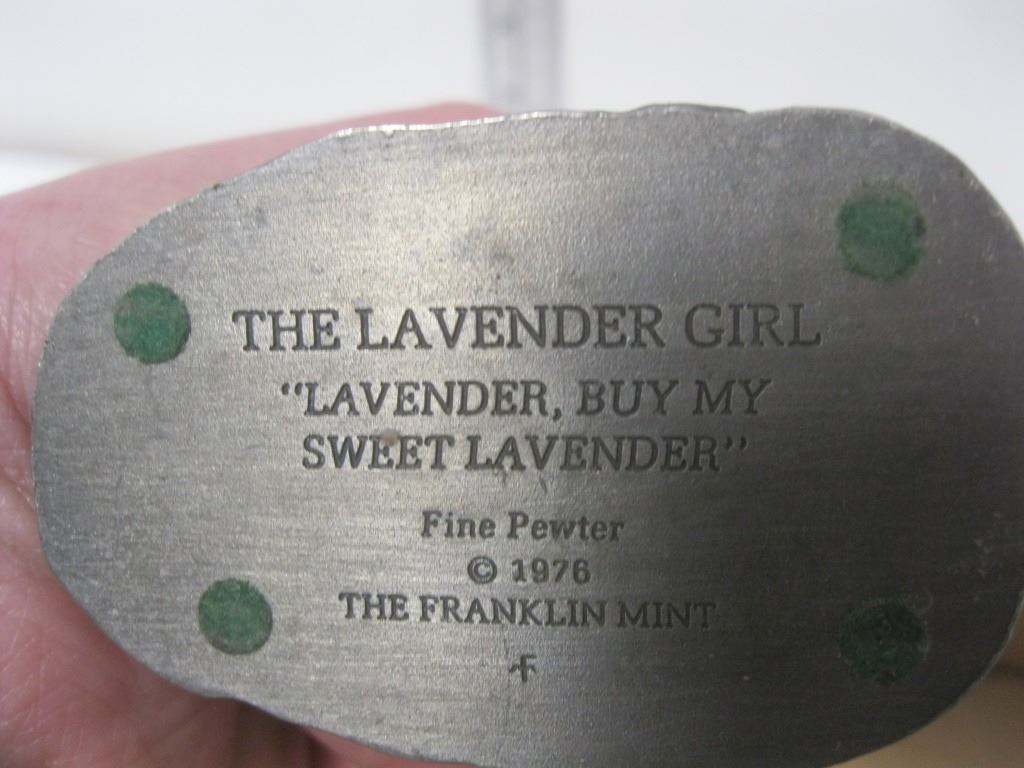 THE LAVENDER GIRL
“LAVENDER, BUY MY
SWEET LAVENDER”
Fine Pewter
© 1976
THE FRANKLIN MINT